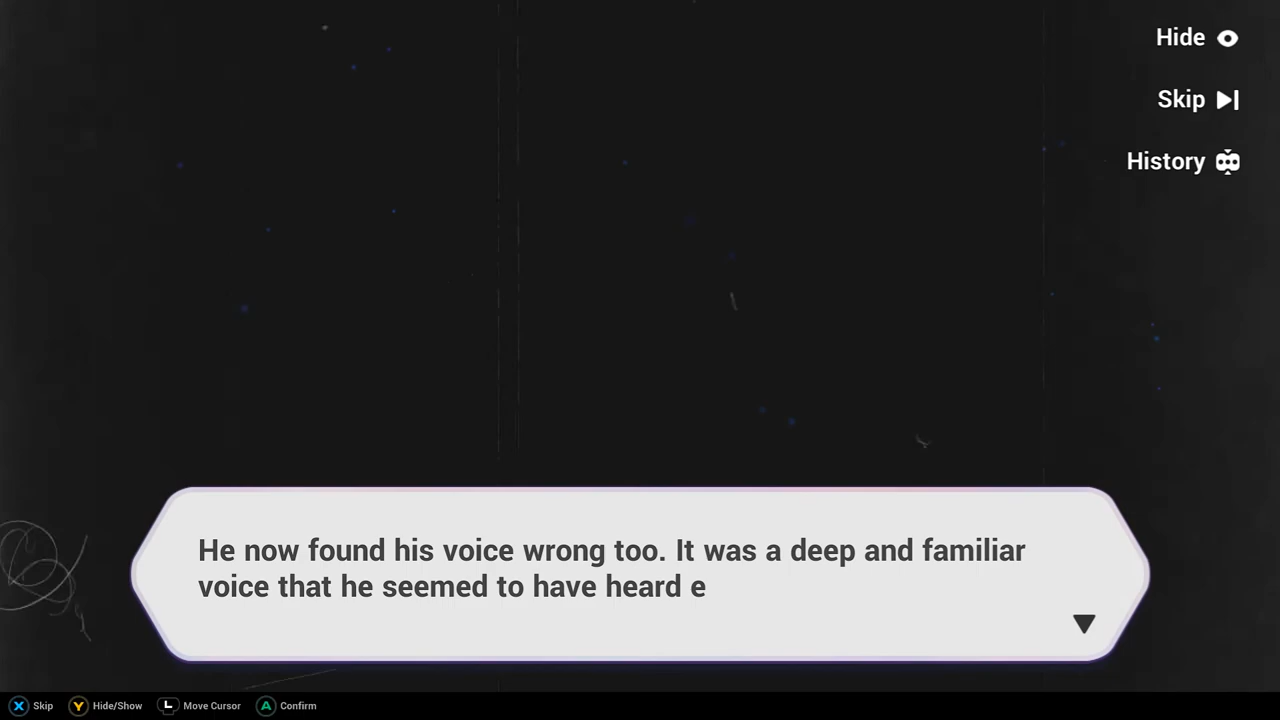 Hide
Skip
History
He now found his voice wrong too. It was a deep and familiar
voice that he seemed to have heard e
X Skip Y Hide/Show L Move Cursor A Confirm